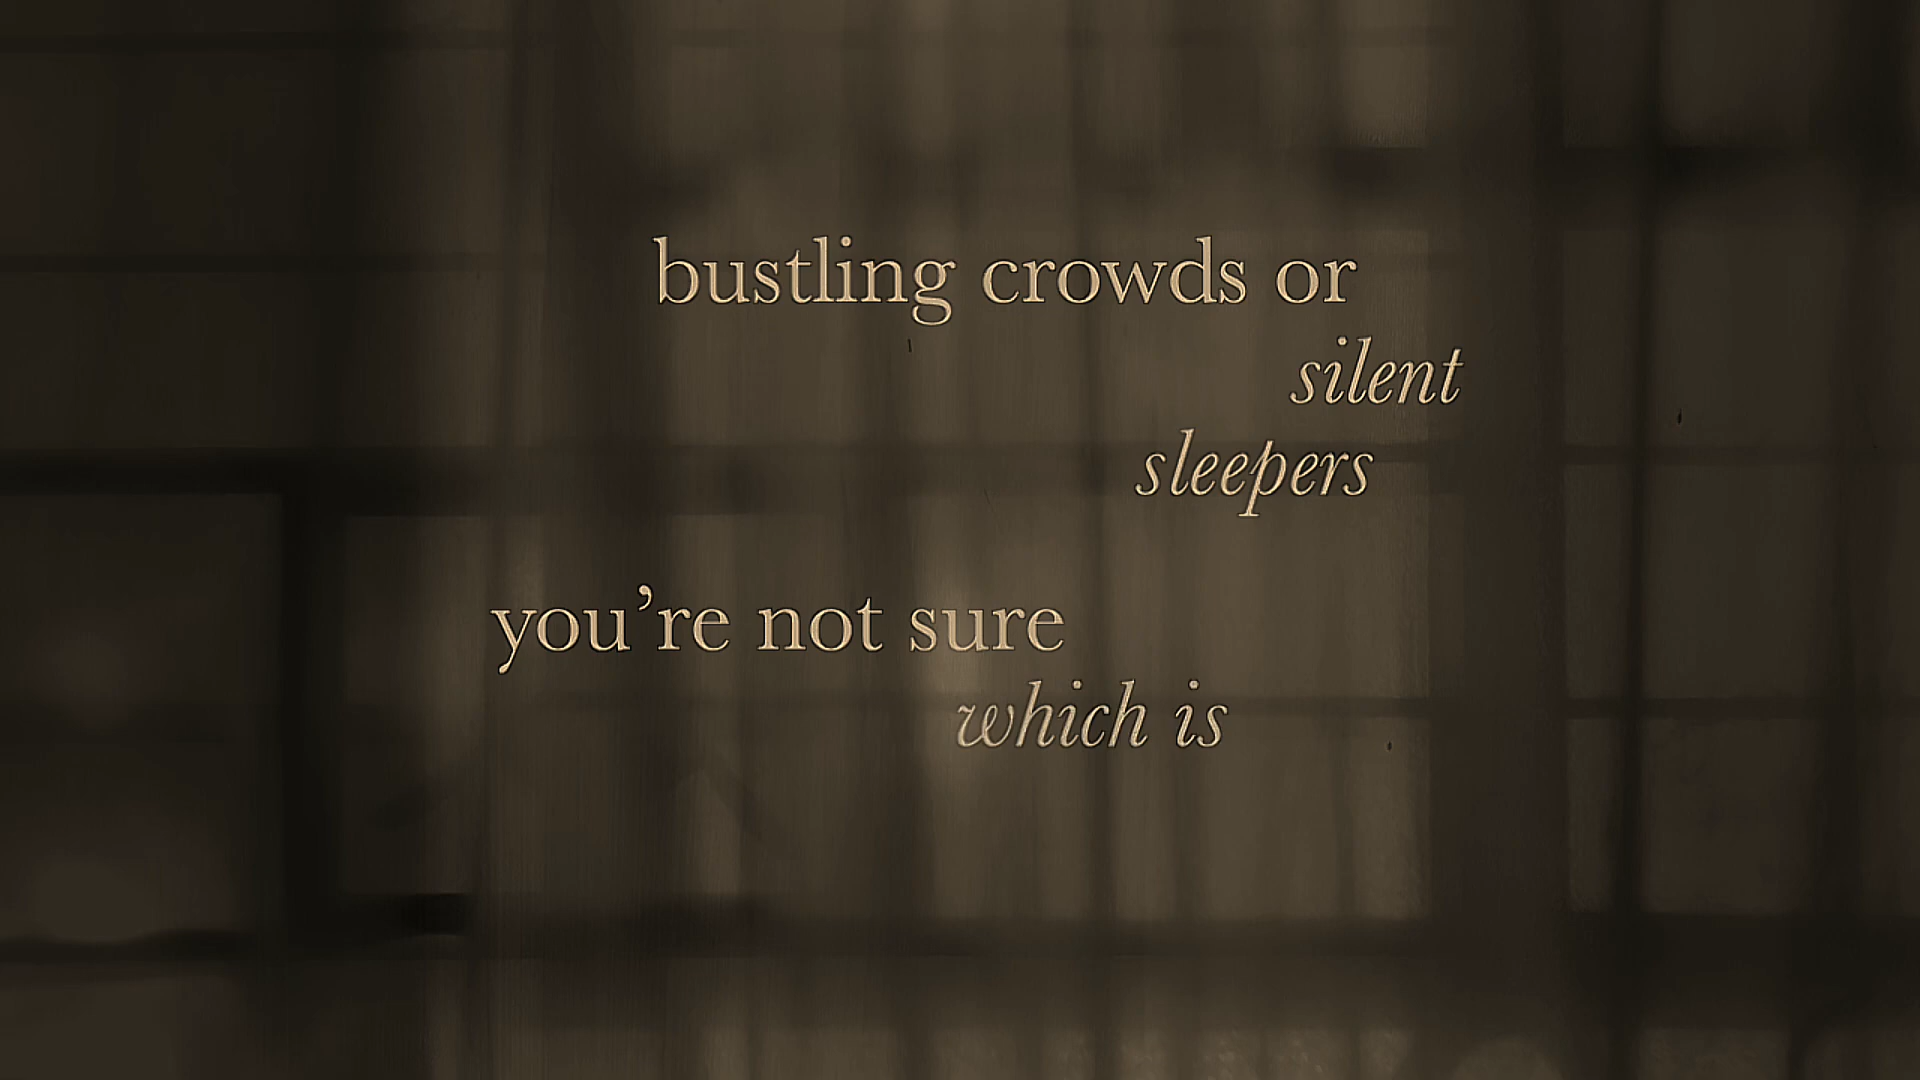 bustling crowds or
silent
sleepers
you’re not sure
which is